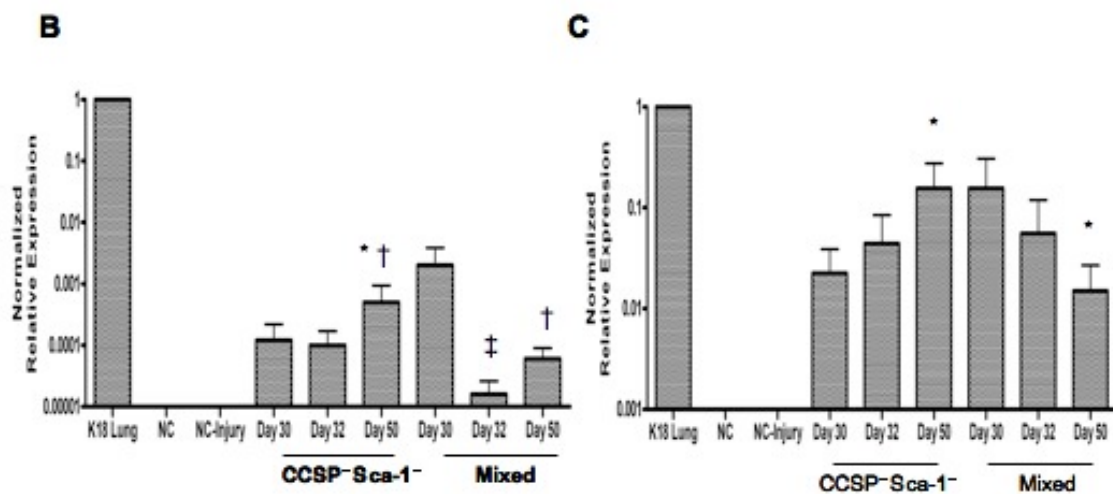 B
Normalized
Relative Expression
1
0.1
0.01
0.001
0.0001
0.00001
*
†
‡
†
K18 Lung NC NC-Injury Day 30 Day 32 Day 50 Day 30 Day 32 Day 50
CCSP⁻Sca-1⁻ Mixed
C
Normalized
Relative Expression
1
0.1
0.01
0.001
*
*
K18 Lung NC NC-Injury Day 30 Day 32 Day 50 Day 30 Day 32 Day 50
CCSP⁻Sca-1⁻ Mixed